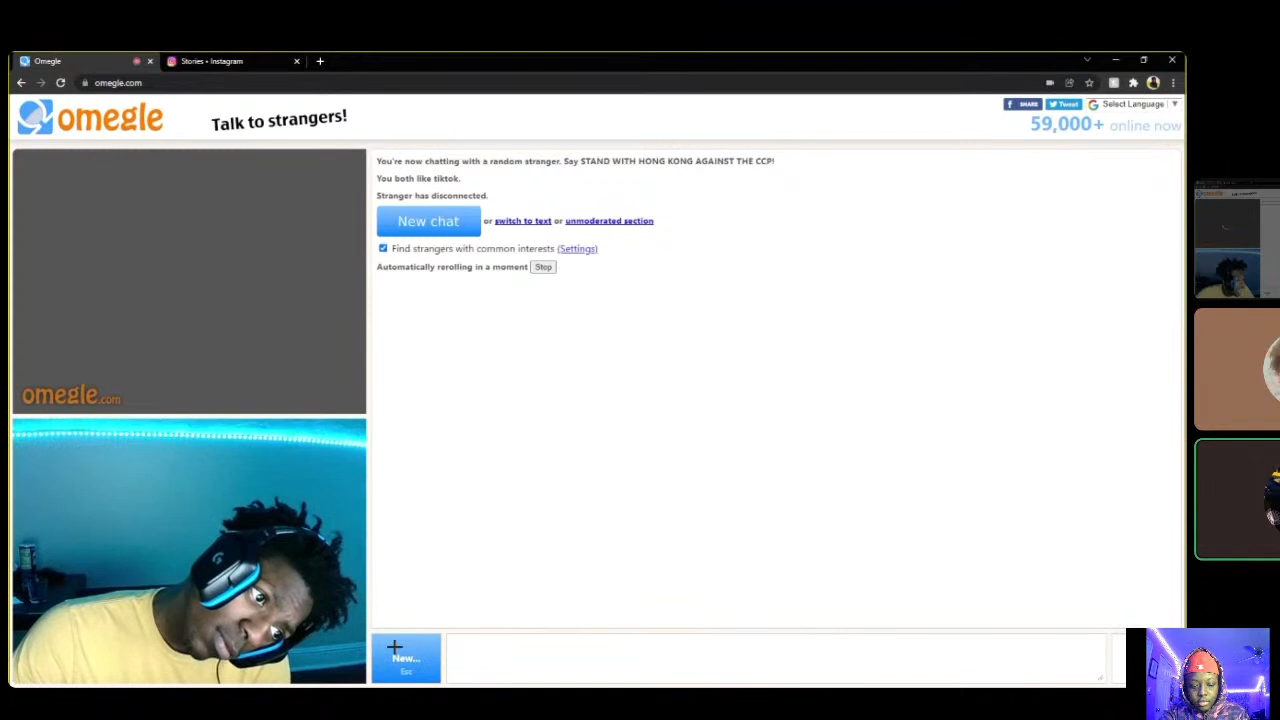 Omegle
Stories • Instagram
omegle.com
omegle
Talk to strangers!
SHARE
Tweet
Select Language
59,000+ online now
You're now chatting with a random stranger. Say STAND WITH HONG KONG AGAINST THE CCP!
You both like tiktok.
Stranger has disconnected.
New chat or switch to text or unmoderated section
Find strangers with common interests (Settings)
Automatically rerolling in a moment Stop
omegle.com
New...
Esc